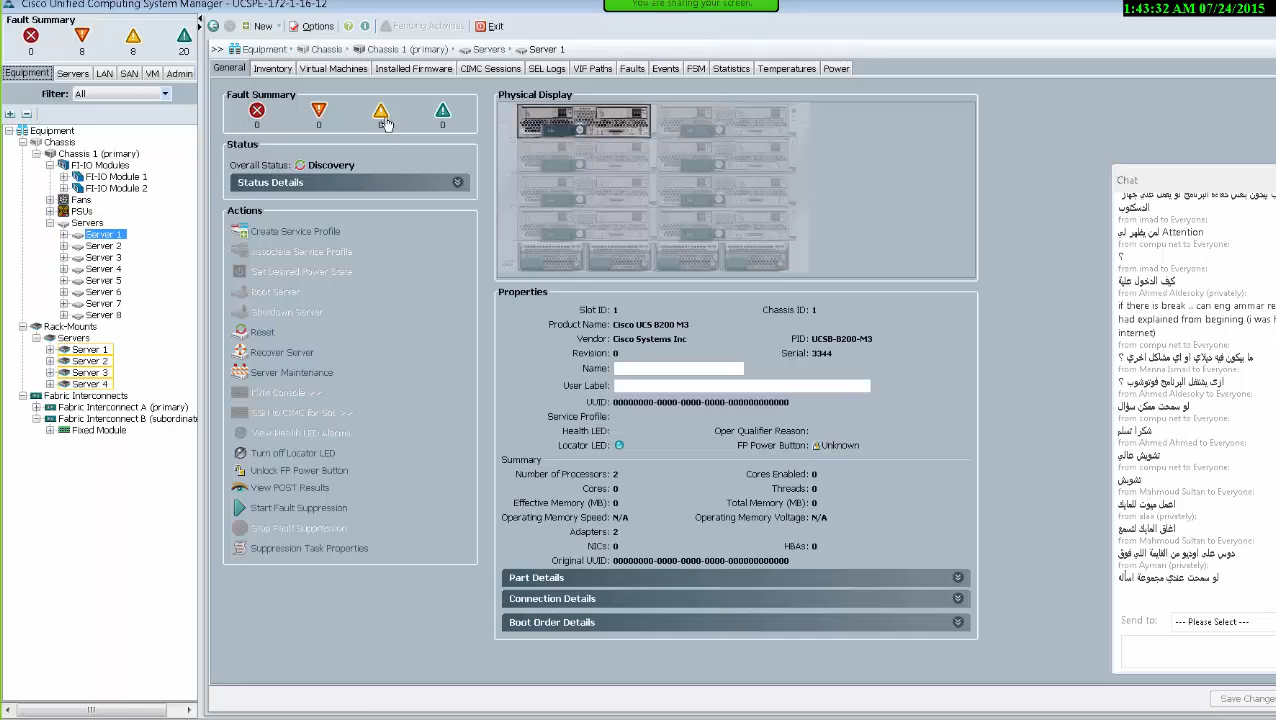 Cisco Unified Computing System Manager - UCSPE-172-1-16-12
You are sharing your screen.
1:43:32 AM 07/24/2015
Fault Summary
0 8 8 20
New Options Pending Activities Exit
>> Equipment Chassis Chassis 1 (primary) Servers Server 1
Equipment Servers LAN SAN VM Admin
Filter: All
General Inventory Virtual Machines Installed Firmware CIMC Sessions SEL Logs VIF Paths Faults Events FSM Statistics Temperatures Power
Equipment
Chassis
Chassis 1 (primary)
FI-IO Modules
FI-IO Module 1
FI-IO Module 2
Fans
PSUs
Servers
Server 1
Server 2
Server 3
Server 4
Server 5
Server 6
Server 7
Server 8
Rack-Mounts
Servers
Server 1
Server 2
Server 3
Server 4
Fabric Interconnects
Fabric Interconnect A (primary)
Fabric Interconnect B (subordinat
Fixed Module
Fault Summary
0 0 0 0
Status
Overall Status: Discovery
Status Details
Actions
Create Service Profile
Associate Service Profile
Set Desired Power State
Boot Server
Shutdown Server
Reset
Recover Server
Server Maintenance
KVM Console >>
SSH to CIMC for SoL >>
View Health LED Alarms
Turn off Locator LED
Unlock FP Power Button
View POST Results
Start Fault Suppression
Stop Fault Suppression
Suppression Task Properties
Physical Display
Properties
Slot ID: 1 Chassis ID: 1
Product Name: Cisco UCS B200 M3
Vendor: Cisco Systems Inc PID: UCSB-B200-M3
Revision: 0 Serial: 3344
Name:
User Label:
UUID: 00000000-0000-0000-0000-000000000000
Service Profile:
Health LED: Oper Qualifier Reason:
Locator LED: FP Power Button: Unknown
Summary
Number of Processors: 2 Cores Enabled: 0
Cores: 0 Threads: 0
Effective Memory (MB): 0 Total Memory (MB): 0
Operating Memory Speed: N/A Operating Memory Voltage: N/A
Adapters: 2
NICs: 0 HBAs: 0
Original UUID: 00000000-0000-0000-0000-000000000000
Part Details
Connection Details
Boot Order Details
Chat
الدسكتوب
from imad to Everyone:
لمن يظهر لي Attention
from compu net to Everyone:
؟
from imad to Everyone:
كيف الدخول علية
from Ahmed Aldesoky (privately):
if there is break .. can eng ammar re
had explained from begining (i was h
internet)
from compu net to Everyone:
ما بيكون فيه ديلاي او اي مشاكل اخري ؟
from Menna Ismail to Everyone:
ازى يشتغل البرنامج فوتوشوب ؟
from Ahmed Aldesoky to Everyone:
لو سمحت ممكن سؤال
from compu net to Everyone:
شكرا تسلم
from Ahmed Ahmed to Everyone:
تشويش عالي
from compu net to Everyone:
تشويش
from Mahmoud Sultan to Everyone:
اعمل ميوت للمايك
from alaa (privately):
اغلق المايك لتسمع
from Mahmoud Sultan to Everyone:
دوس على اوديو من القايمة اللي فوق
from Ayman (privately):
لو سمحت عندي مجموعة اسألة
Send to: --- Please Select ---
Save Change